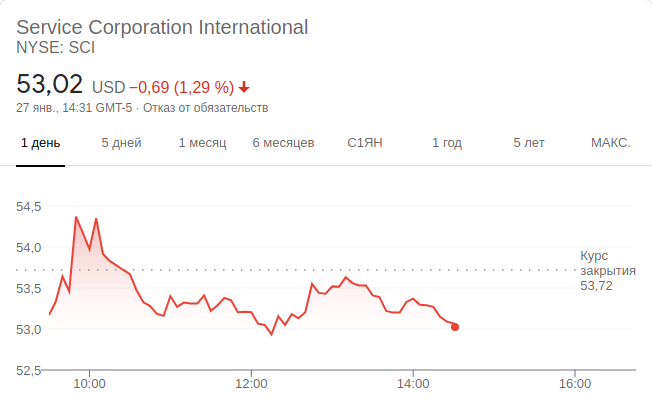 Service Corporation International
NYSE: SCI
53,02 USD −0,69 (1,29 %)
27 янв., 14:31 GMT-5 · Отказ от обязательств
1 день 5 дней 1 месяц 6 месяцев С1ЯН 1 год 5 лет МАКС.
54,5
54,0
53,5
53,0
52,5
Курс
закрытия
53,72
10:00 12:00 14:00 16:00